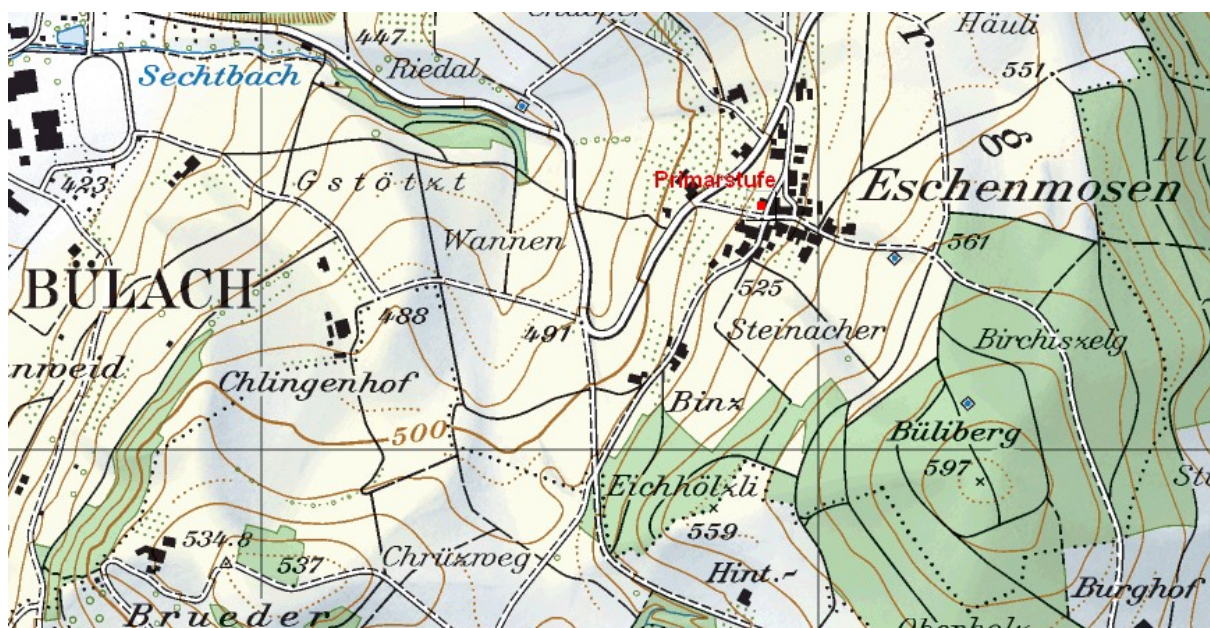 Häuli
447
Riedal
551
Sechtbach
Primarstufe
423
Gstötzt
Eschenmosen
Wannen
561
BÜLACH
525
488
491
Steinacher
Birchiszelg
Chlingenhof
Binz
500
Büliberg
597
Eichhölzli
534.8
559
537
Chrüzweg
Hint.-
Burghof
Brueder